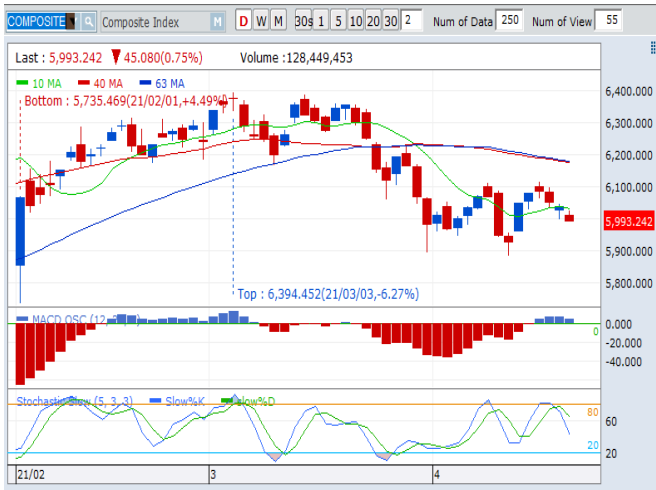 COMPOSITE Composite Index M D W M 30s 1 5 10 20 30 2 Num of Data 250 Num of View 55
Last : 5,993.242 ▼ 45.080(0.75%) Volume :128,449,453
10 MA 40 MA 63 MA
Bottom : 5,735.469(21/02/01,+4.49%)
6,400.000
6,300.000
6,200.000
6,100.000
5,993.242
5,900.000
5,800.000
Top : 6,394.452(21/03/03,-6.27%)
MACD OSC (12,
0.000
0
-20.000
-40.000
Stochastic Slow (5, 3, 3) Slow%K Slow%D
80
60
20
20
21/02 3 4